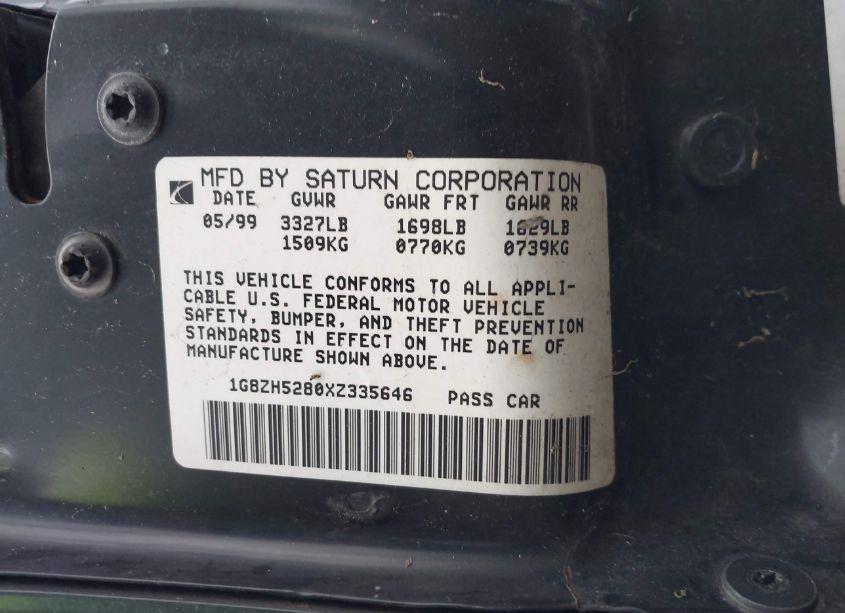 MFD BY SATURN CORPORATION
DATE GVWR GAWR FRT GAWR RR
05/99 3327LB 1698LB 1629LB
1509KG 0770KG 0739KG
THIS VEHICLE CONFORMS TO ALL APPLI-
CABLE U.S. FEDERAL MOTOR VEHICLE
SAFETY, BUMPER, AND THEFT PREVENTION
STANDARDS IN EFFECT ON THE DATE OF
MANUFACTURE SHOWN ABOVE.
1G8ZH5280XZ335646 PASS CAR